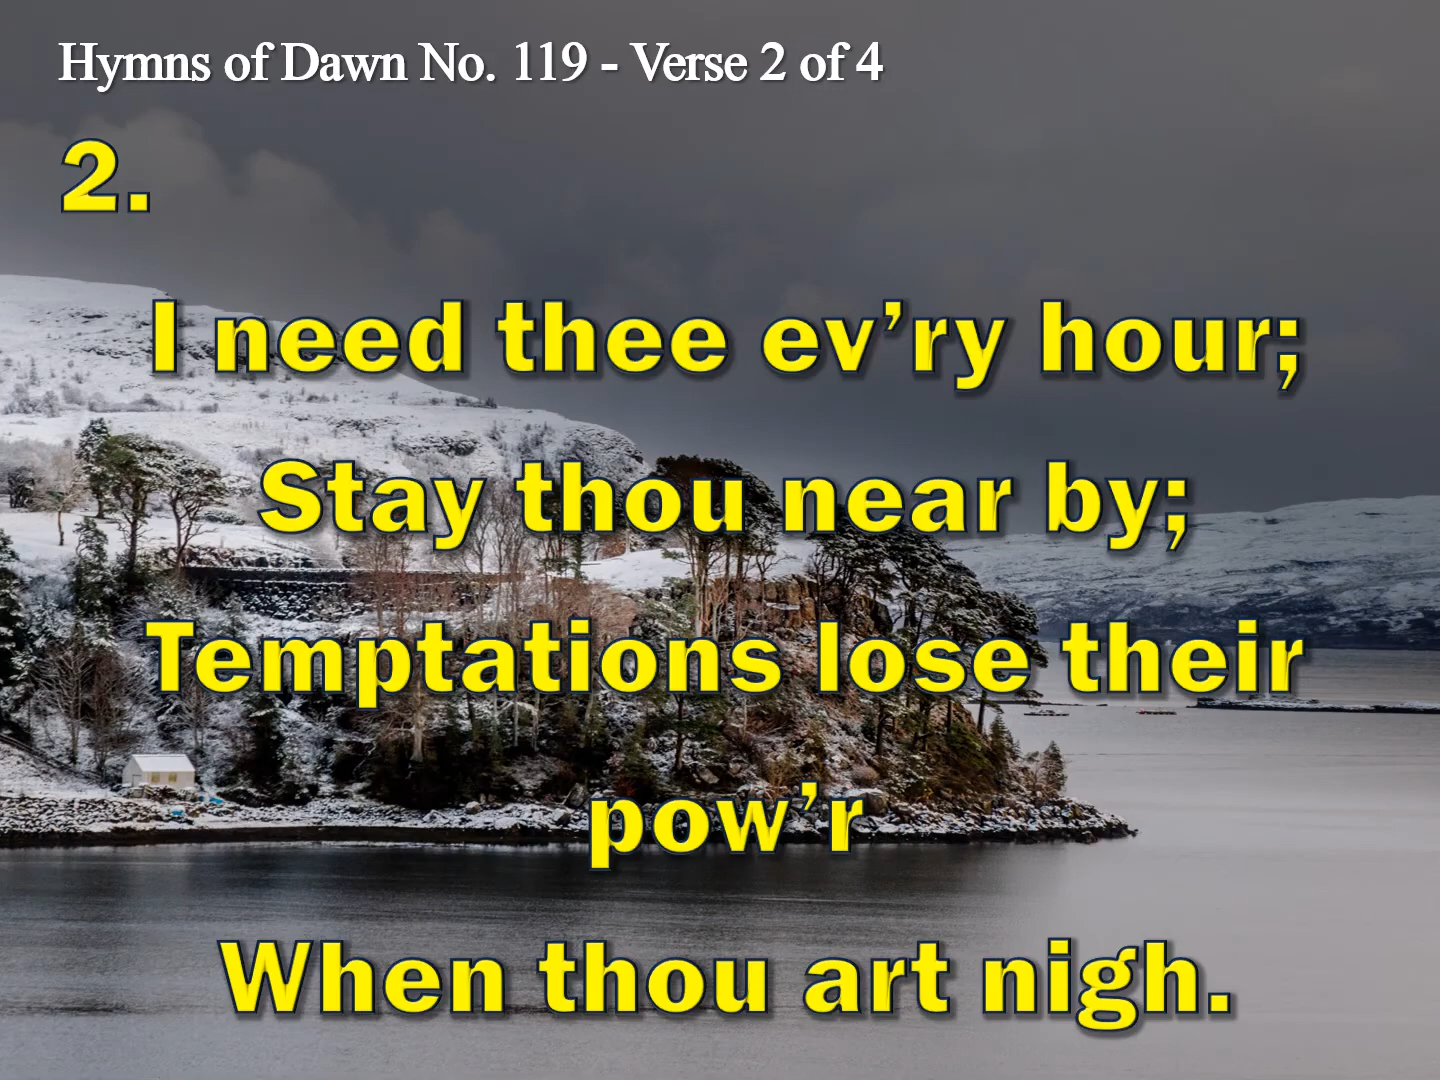 Hymns of Dawn No. 119 - Verse 2 of 4
2.
I need thee ev’ry hour;
Stay thou near by;
Temptations lose their
pow’r
When thou art nigh.